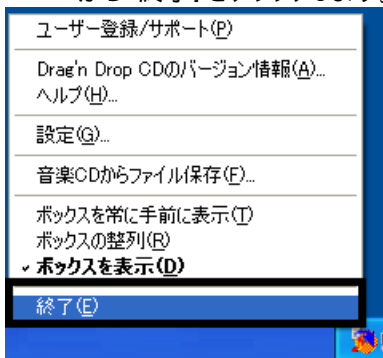 ユーザー登録/サポート(P)
Drag'n Drop CDのバージョン情報(A)...
ヘルプ(H)...
設定(G)...
音楽CDからファイル保存(F)...
ボックスを常に手前に表示(T)
ボックスの整列(R)
ボックスを表示(D)
終了(E)